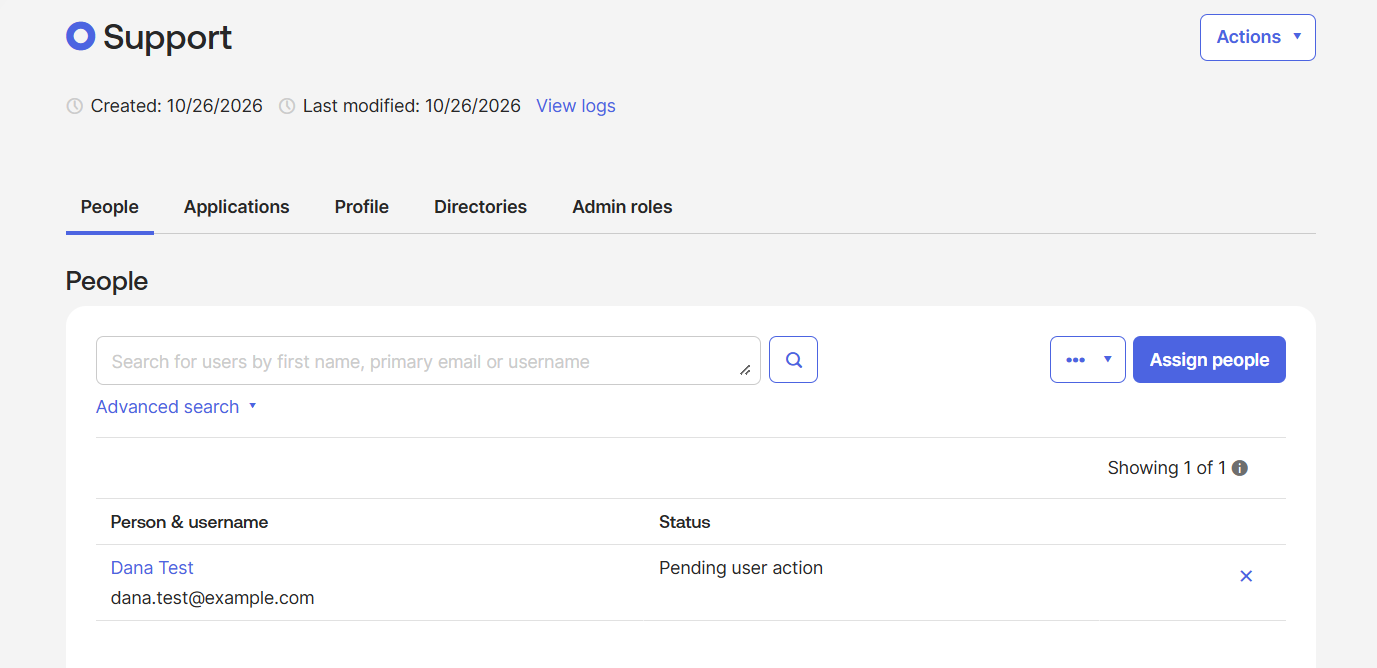 Support
Actions
Created: 10/26/2026 Last modified: 10/26/2026 View logs
People Applications Profile Directories Admin roles
People
Search for users by first name, primary email or username
Assign people
Advanced search
Showing 1 of 1
Person & username Status
Dana Test Pending user action
dana.test@example.com